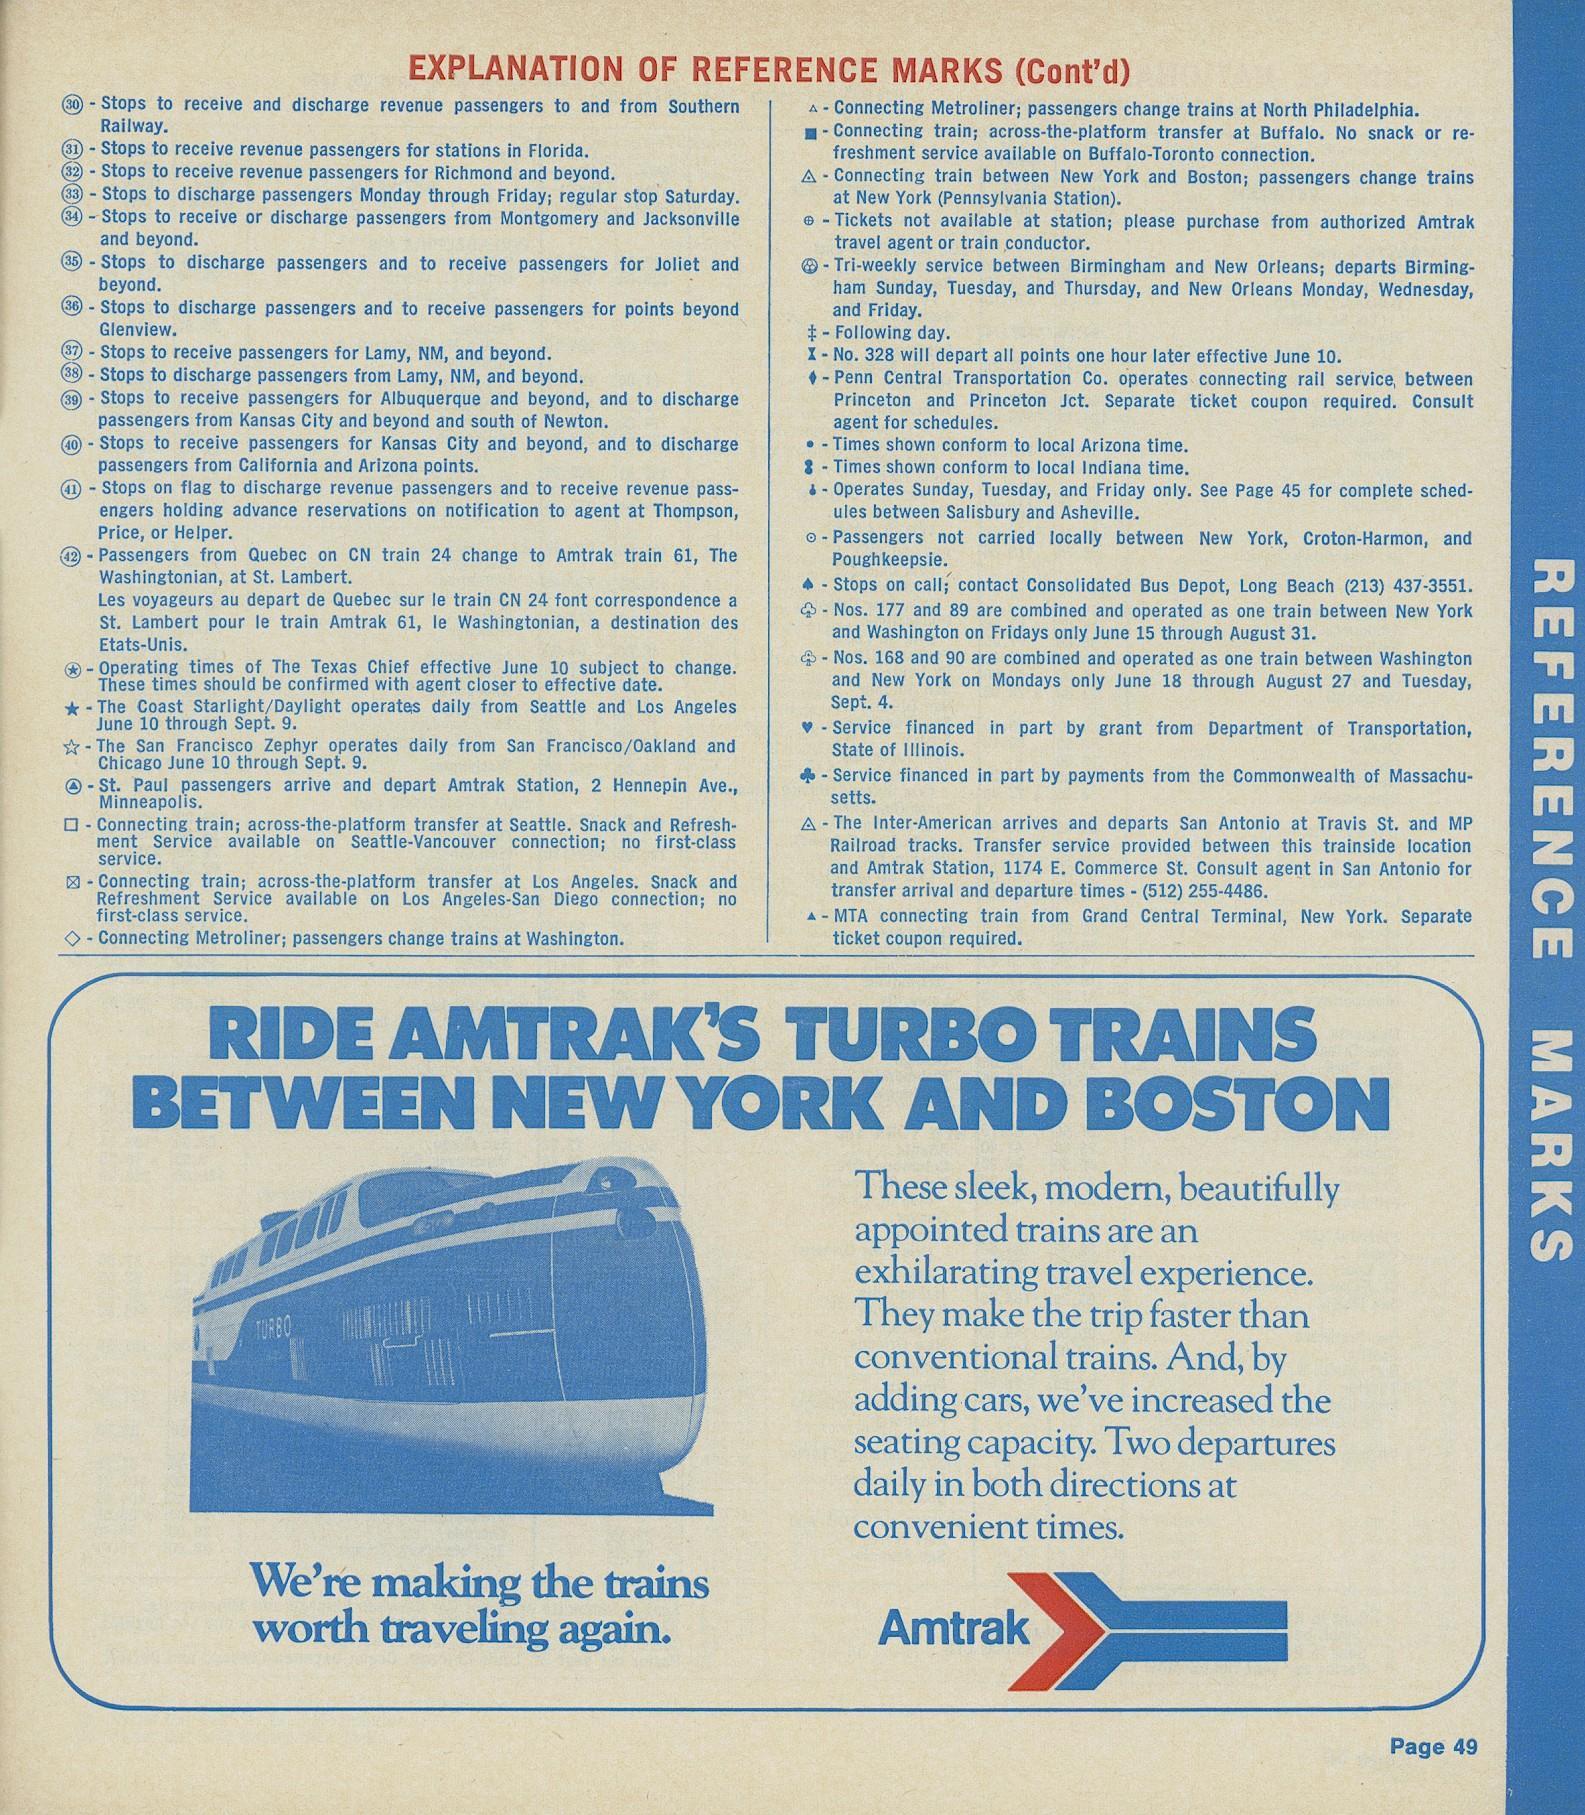 EXPLANATION OF REFERENCE MARKS (Cont'd)
㉚ - Stops to receive and discharge revenue passengers to and from Southern
Railway.
㉛ - Stops to receive revenue passengers for stations in Florida.
㉜ - Stops to receive revenue passengers for Richmond and beyond.
㉝ - Stops to discharge passengers Monday through Friday; regular stop Saturday.
㉞ - Stops to receive or discharge passengers from Montgomery and Jacksonville
and beyond.
㉟ - Stops to discharge passengers and to receive passengers for Joliet and
beyond.
㊱ - Stops to discharge passengers and to receive passengers for points beyond
Glenview.
㊲ - Stops to receive passengers for Lamy, NM, and beyond.
㊳ - Stops to discharge passengers from Lamy, NM, and beyond.
㊴ - Stops to receive passengers for Albuquerque and beyond, and to discharge
passengers from Kansas City and beyond and south of Newton.
㊵ - Stops to receive passengers for Kansas City and beyond, and to discharge
passengers from California and Arizona points.
㊶ - Stops on flag to discharge revenue passengers and to receive revenue pass-
engers holding advance reservations on notification to agent at Thompson,
Price, or Helper.
㊷ - Passengers from Quebec on CN train 24 change to Amtrak train 61, The
Washingtonian, at St. Lambert.
Les voyageurs au depart de Quebec sur le train CN 24 font correspondence a
St. Lambert pour le train Amtrak 61, le Washingtonian, a destination des
Etats-Unis.
⍟ - Operating times of The Texas Chief effective June 10 subject to change.
These times should be confirmed with agent closer to effective date.
★ - The Coast Starlight/Daylight operates daily from Seattle and Los Angeles
June 10 through Sept. 9.
☆ - The San Francisco Zephyr operates daily from San Francisco/Oakland and
Chicago June 10 through Sept. 9.
- St. Paul passengers arrive and depart Amtrak Station, 2 Hennepin Ave.,
Minneapolis.
□ - Connecting train; across-the-platform transfer at Seattle. Snack and Refresh-
ment Service available on Seattle-Vancouver connection; no first-class
service.
⊠ - Connecting train; across-the-platform transfer at Los Angeles. Snack and
Refreshment Service available on Los Angeles-San Diego connection; no
first-class service.
◇ - Connecting Metroliner; passengers change trains at Washington.
▵ - Connecting Metroliner; passengers change trains at North Philadelphia.
■ - Connecting train; across-the-platform transfer at Buffalo. No snack or re-
freshment service available on Buffalo-Toronto connection.
- Connecting train between New York and Boston; passengers change trains
at New York (Pennsylvania Station).
⊕ - Tickets not available at station; please purchase from authorized Amtrak
travel agent or train conductor.
- Tri-weekly service between Birmingham and New Orleans; departs Birming-
ham Sunday, Tuesday, and Thursday, and New Orleans Monday, Wednesday,
and Friday.
‡ - Following day.
- No. 328 will depart all points one hour later effective June 10.
♦ - Penn Central Transportation Co. operates connecting rail service between
Princeton and Princeton Jct. Separate ticket coupon required. Consult
agent for schedules.
• - Times shown conform to local Arizona time.
- Times shown conform to local Indiana time.
- Operates Sunday, Tuesday, and Friday only. See Page 45 for complete sched-
ules between Salisbury and Asheville.
⊙ - Passengers not carried locally between New York, Croton-Harmon, and
Poughkeepsie.
♠ - Stops on call; contact Consolidated Bus Depot, Long Beach (213) 437-3551.
♧ - Nos. 177 and 89 are combined and operated as one train between New York
and Washington on Fridays only June 15 through August 31.
- Nos. 168 and 90 are combined and operated as one train between Washington
and New York on Mondays only June 18 through August 27 and Tuesday,
Sept. 4.
♥ - Service financed in part by grant from Department of Transportation,
State of Illinois.
♣ - Service financed in part by payments from the Commonwealth of Massachu-
setts.
◬ - The Inter-American arrives and departs San Antonio at Travis St. and MP
Railroad tracks. Transfer service provided between this trainside location
and Amtrak Station, 1174 E. Commerce St. Consult agent in San Antonio for
transfer arrival and departure times - (512) 255-4486.
▲ - MTA connecting train from Grand Central Terminal, New York. Separate
ticket coupon required.
REFERENCE MARKS
RIDE AMTRAK'S TURBO TRAINS
BETWEEN NEW YORK AND BOSTON
TURBO
These sleek, modern, beautifully
appointed trains are an
exhilarating travel experience.
They make the trip faster than
conventional trains. And, by
adding cars, we've increased the
seating capacity. Two departures
daily in both directions at
convenient times.
We're making the trains
worth traveling again.
Amtrak
Page 49